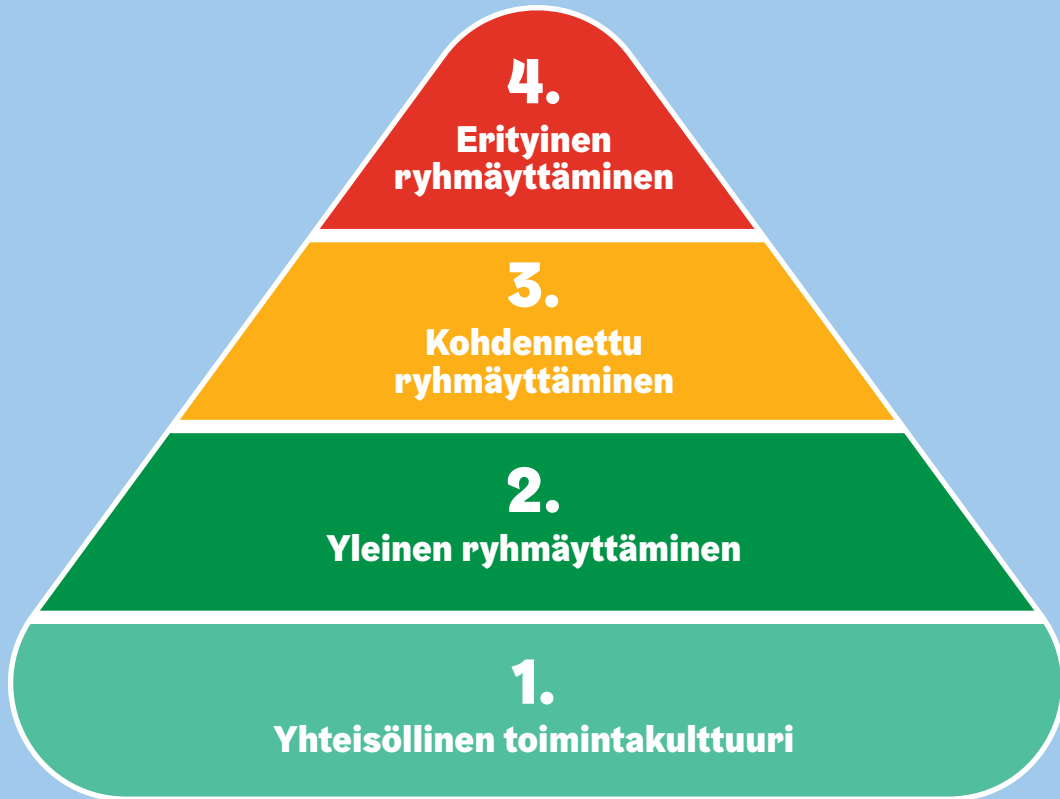 4.
Erityinen
ryhmäyttäminen
3.
Kohdennettu
ryhmäyttäminen
2.
Yleinen ryhmäyttäminen
1.
Yhteisöllinen toimintakulttuuri